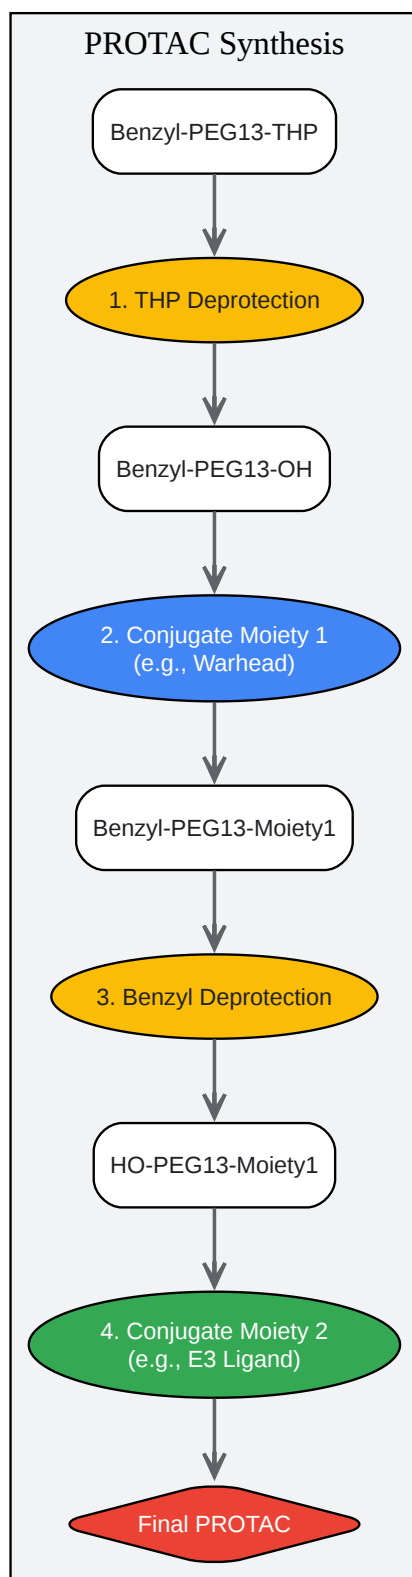 PROTAC Synthesis
Benzyl-PEG13-THP
1. THP Deprotection
Benzyl-PEG13-OH
2. Conjugate Moiety 1
(e.g., Warhead)
Benzyl-PEG13-Moiety1
3. Benzyl Deprotection
HO-PEG13-Moiety1
4. Conjugate Moiety 2
(e.g., E3 Ligand)
Final PROTAC